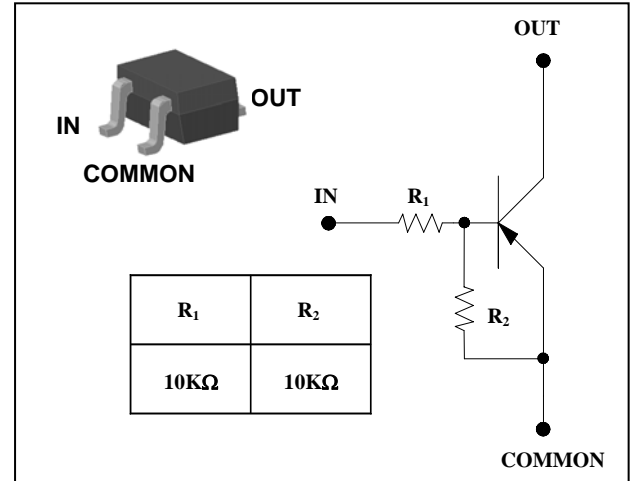 OUT
OUT
IN
COMMON
IN R₁
R₂
R₁ R₂
10KΩ 10KΩ
COMMON